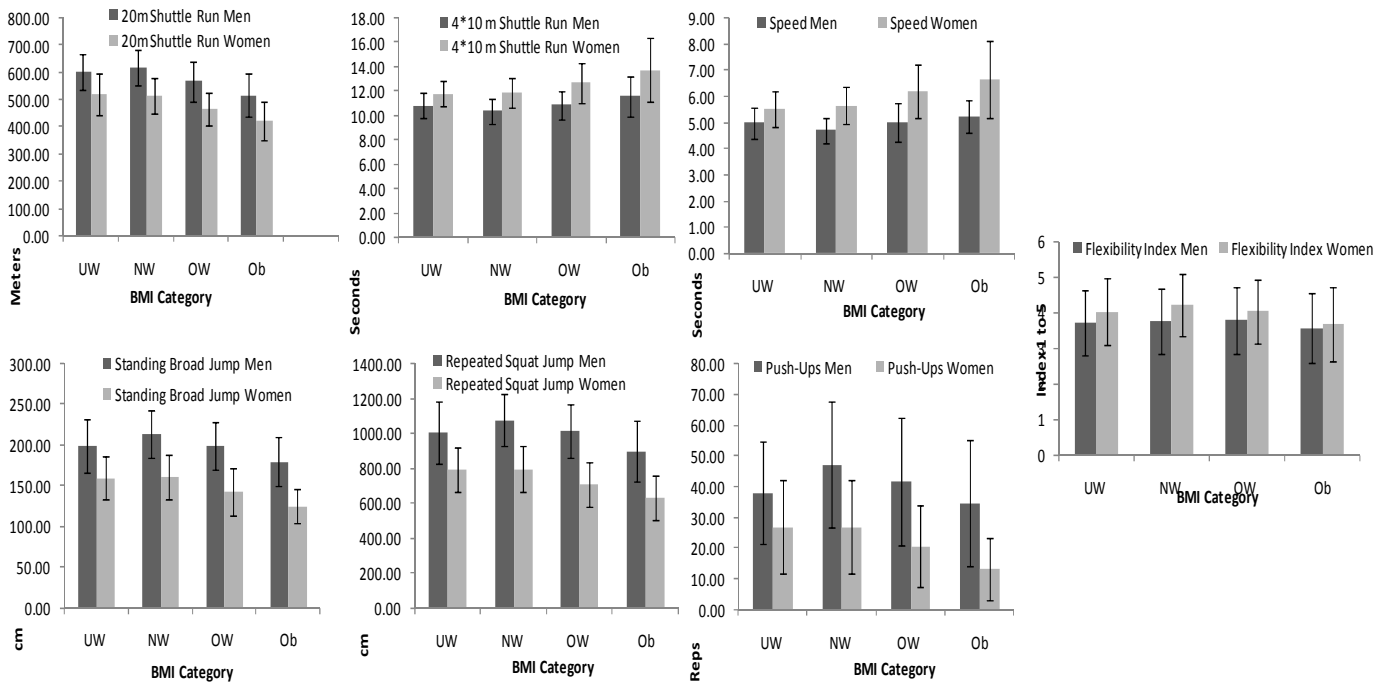 20m Shuttle Run Men
20m Shuttle Run Women
800.00
700.00
600.00
500.00
400.00
300.00
200.00
100.00
0.00
UW NW OW Ob
Meters
BMI Category
4*10 m Shuttle Run Men
4*10 m Shuttle Run Women
18.00
16.00
14.00
12.00
10.00
8.00
6.00
4.00
2.00
0.00
UW NW OW Ob
Seconds
BMI Category
Speed Men Speed Women
9.00
8.00
7.00
6.00
5.00
4.00
3.00
2.00
1.00
0.00
UW NW OW Ob
Seconds
BMI Category
Flexibility Index Men Flexibility Index Women
6
5
4
3
2
1
0
UW NW OW Ob
Index 1 to 5
BMI Category
Standing Broad Jump Men
Standing Broad Jump Women
300.00
250.00
200.00
150.00
100.00
50.00
0.00
UW NW OW Ob
cm
BMI Category
Repeated Squat Jump Men
Repeated Squat Jump Women
1400.00
1200.00
1000.00
800.00
600.00
400.00
200.00
0.00
UW NW OW Ob
cm
BMI Category
Push-Ups Men Push-Ups Women
80.00
70.00
60.00
50.00
40.00
30.00
20.00
10.00
0.00
UW NW OW Ob
Reps
BMI Category